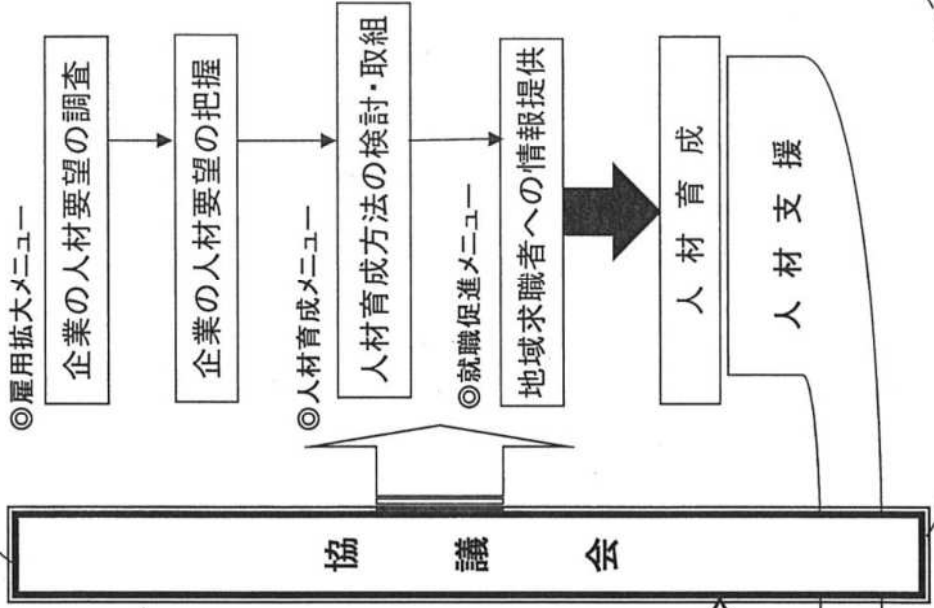 ◎雇用拡大メニュー
企業の人材要望の調査
企業の人材要望の把握
◎人材育成メニュー
人材育成方法の検討・取組
◎就職促進メニュー
地域求職者への情報提供
人材育成
人材支援
協議会